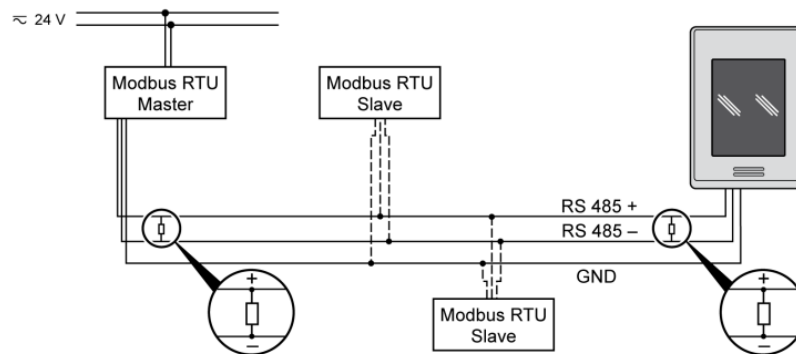 ⏦ 24 V
Modbus RTU
Master
Modbus RTU
Slave
RS 485 +
RS 485 –
GND
+
–
+
–
Modbus RTU
Slave